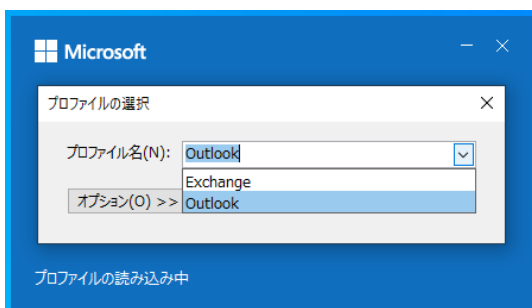 Microsoft
プロファイルの選択
プロファイル名(N): Outlook
Exchange
オプション(O) >> Outlook
プロファイルの読み込み中